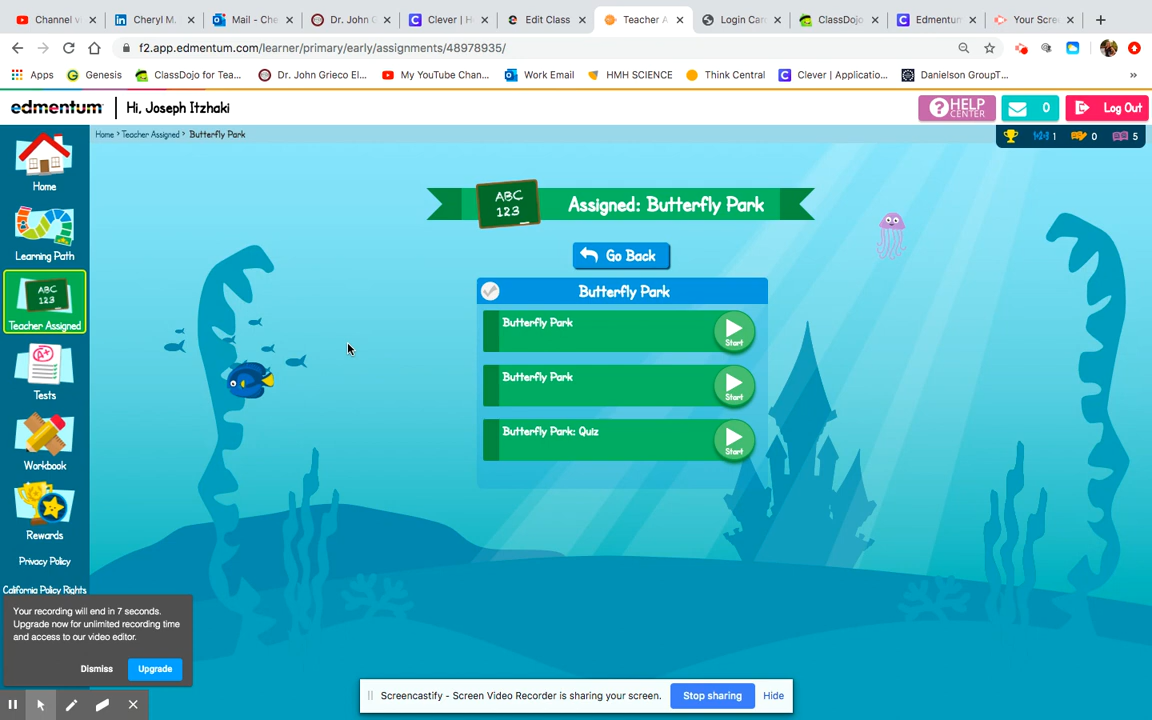 Channel v
Cheryl M.
Mail - Che
Dr. John G
Clever | H
Edit Class
Teacher A
Login Car
ClassDojo
Edmentum
Your Scre
f2.app.edmentum.com/learner/primary/early/assignments/48978935/
Apps
Genesis
ClassDojo for Tea...
Dr. John Grieco El...
My YouTube Chan...
Work Email
HMH SCIENCE
Think Central
Clever | Applicatio...
Danielson GroupT...
»
edmentum
Hi, Joseph Itzhaki
HELP CENTER
0
Log Out
Home > Teacher Assigned > Butterfly Park
1
0
5
Home
Learning Path
ABC
123
Teacher Assigned
A+
Tests
Workbook
Rewards
Privacy Policy
California Policy Rights
ABC
123
Assigned: Butterfly Park
Go Back
Butterfly Park
Butterfly Park
Start
Butterfly Park
Start
Butterfly Park: Quiz
Start
Your recording will end in 7 seconds.
Upgrade now for unlimited recording time
and access to our video editor.
Dismiss
Upgrade
Screencastify - Screen Video Recorder is sharing your screen.
Stop sharing
Hide